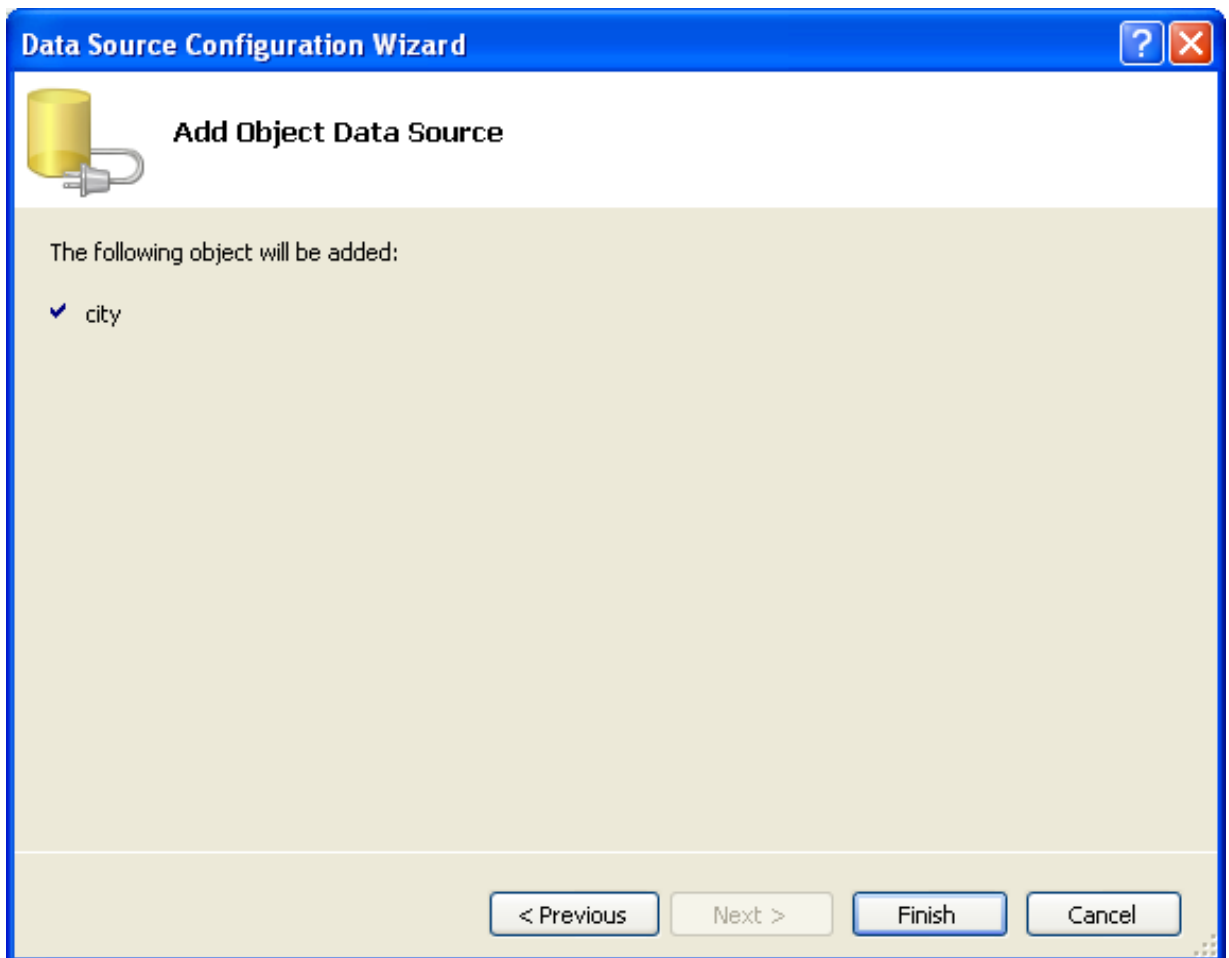 Data Source Configuration Wizard
Add Object Data Source
The following object will be added:
city
< Previous
Next >
Finish
Cancel